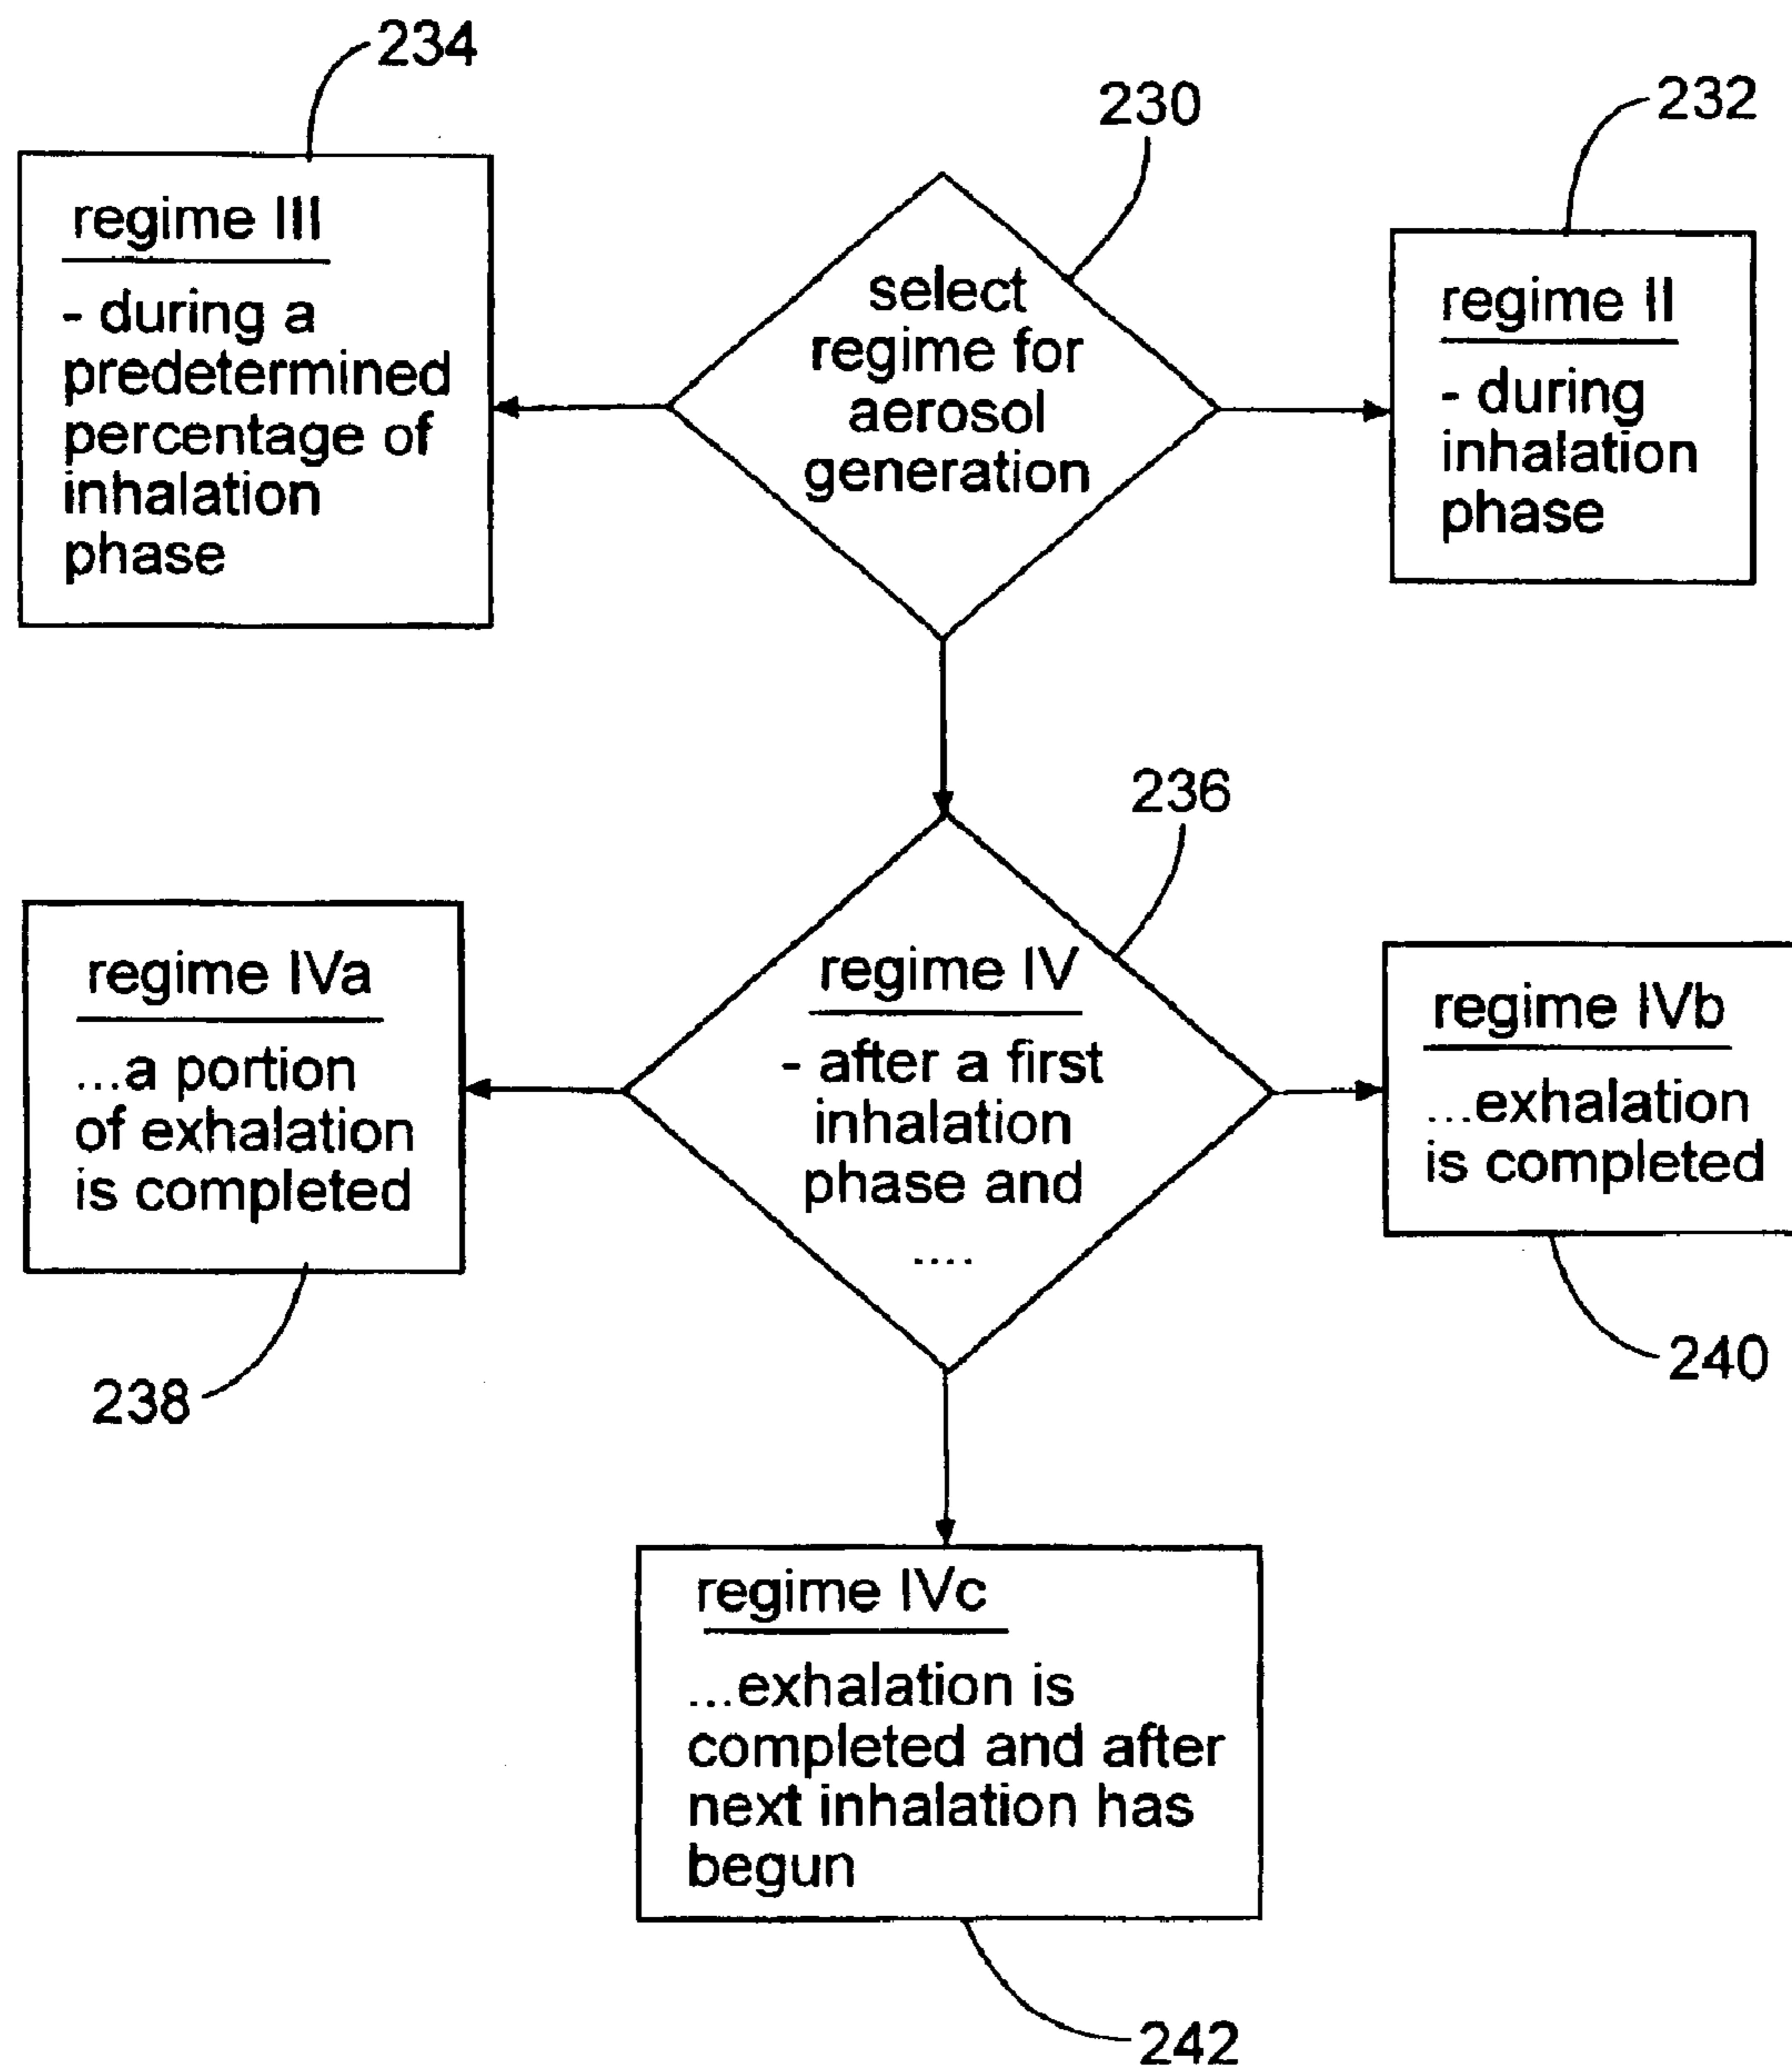 234
230
232
regime III
- during a
predetermined
percentage of
inhalation
phase
select
regime for
aerosol
generation
regime II
- during
inhalation
phase
236
regime IVa
...a portion
of exhalation
is completed
regime IV
- after a first
inhalation
phase and
....
regime IVb
...exhalation
is completed
238
240
regime IVc
...exhalation is
completed and after
next inhalation has
begun
242